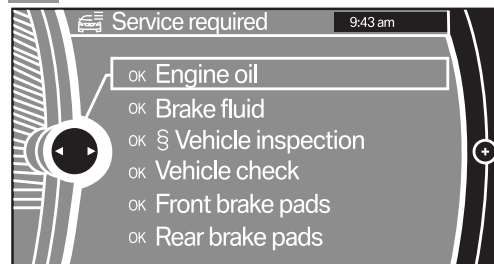 Service required 9:43 am
OK Engine oil
OK Brake fluid
OK § Vehicle inspection
OK Vehicle check
OK Front brake pads
OK Rear brake pads